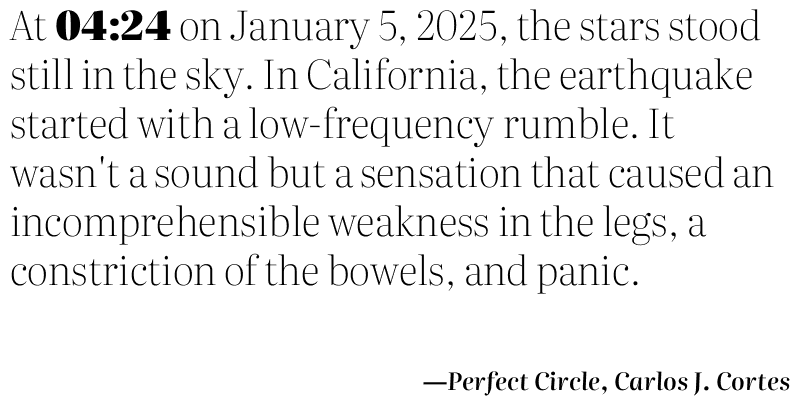 At 04:24 on January 5, 2025, the stars stood
still in the sky. In California, the earthquake
started with a low-frequency rumble. It
wasn't a sound but a sensation that caused an
incomprehensible weakness in the legs, a
constriction of the bowels, and panic.
—Perfect Circle, Carlos J. Cortes